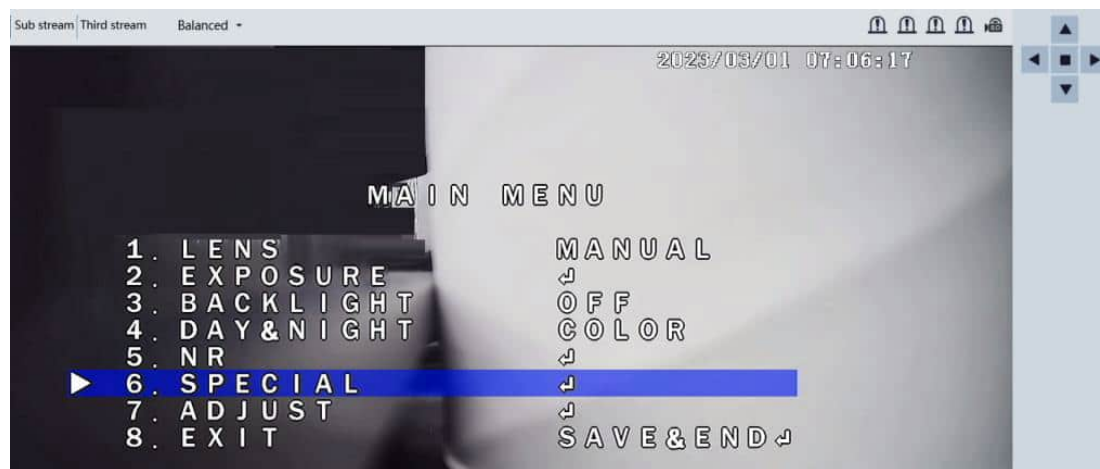 Sub stream Third stream Balanced
2023/03/01 07:06:17
MAIN MENU
1. LENS MANUAL
2. EXPOSURE ↲
3. BACKLIGHT OFF
4. DAY&NIGHT COLOR
5. NR ↲
6. SPECIAL ↲
7. ADJUST ↲
8. EXIT SAVE&END↲